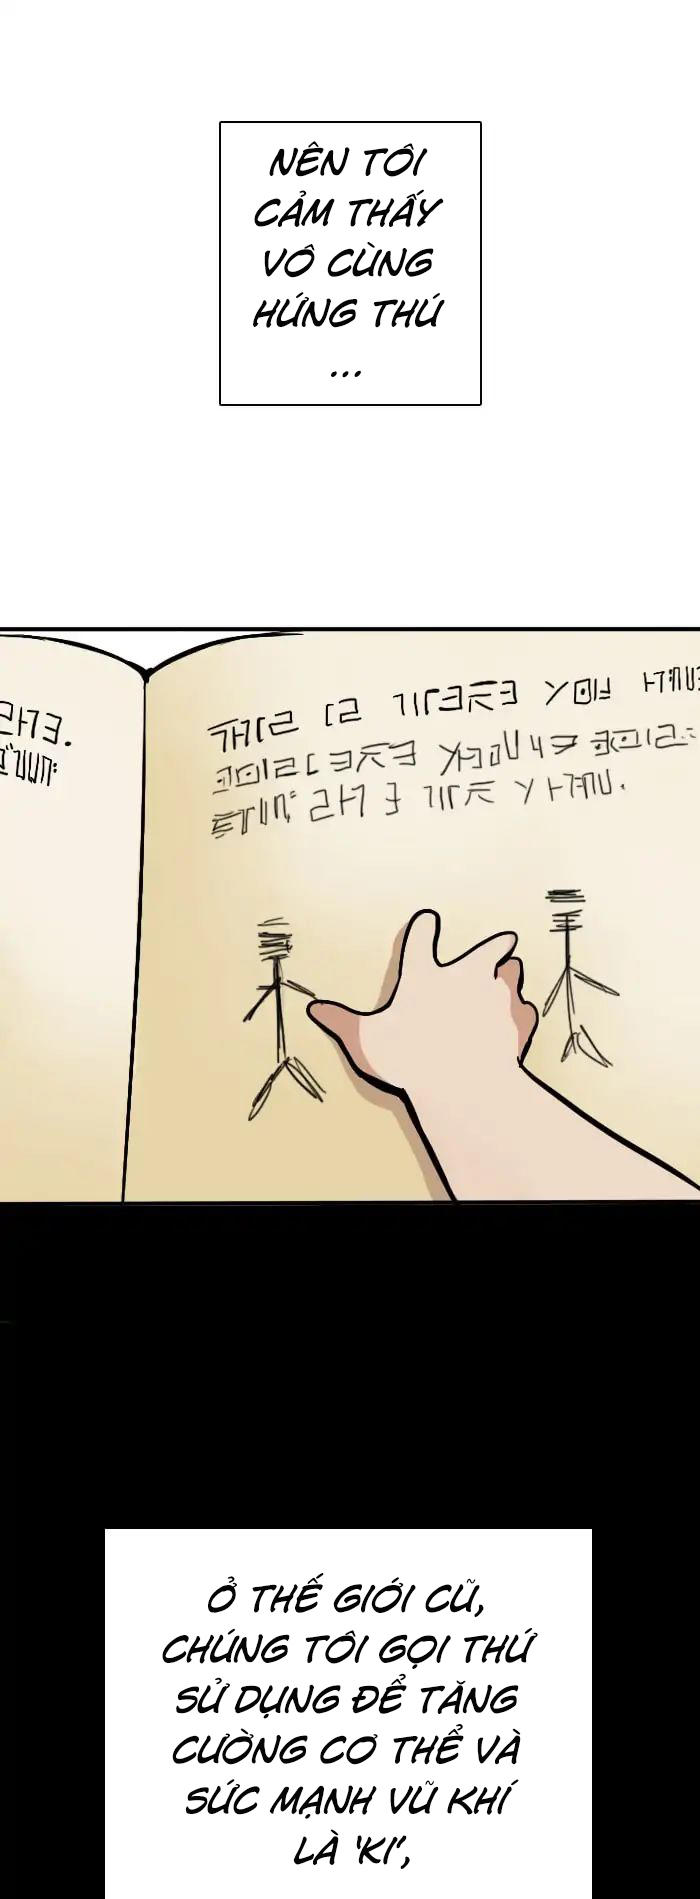 NÊN TÔI
CẢM THẤY
VÔ CÙNG
HỨNG THÚ
...
Ở THẾ GIỚI CŨ,
CHÚNG TÔI GỌI THỨ
SỬ DỤNG ĐỂ TĂNG
CƯỜNG CƠ THỂ VÀ
SỨC MẠNH VŨ KHÍ
LÀ 'KI',